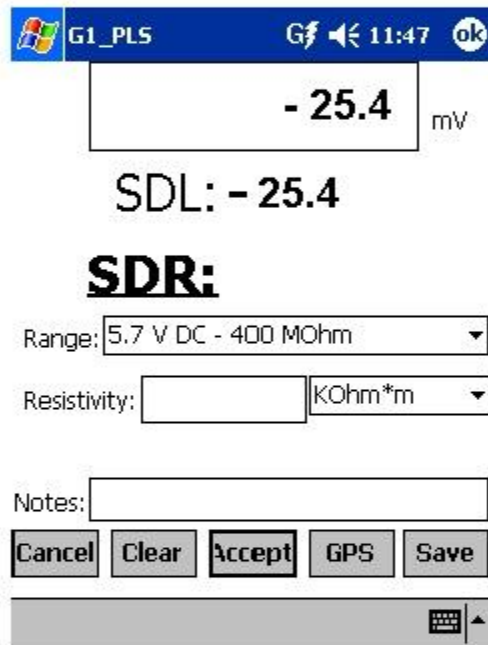 G1_PLS G 11:47 ok
- 25.4 mV
SDL: - 25.4
SDR:
Range: 5.7 V DC - 400 MOhm
Resistivity: KOhm*m
Notes:
Cancel Clear Accept GPS Save